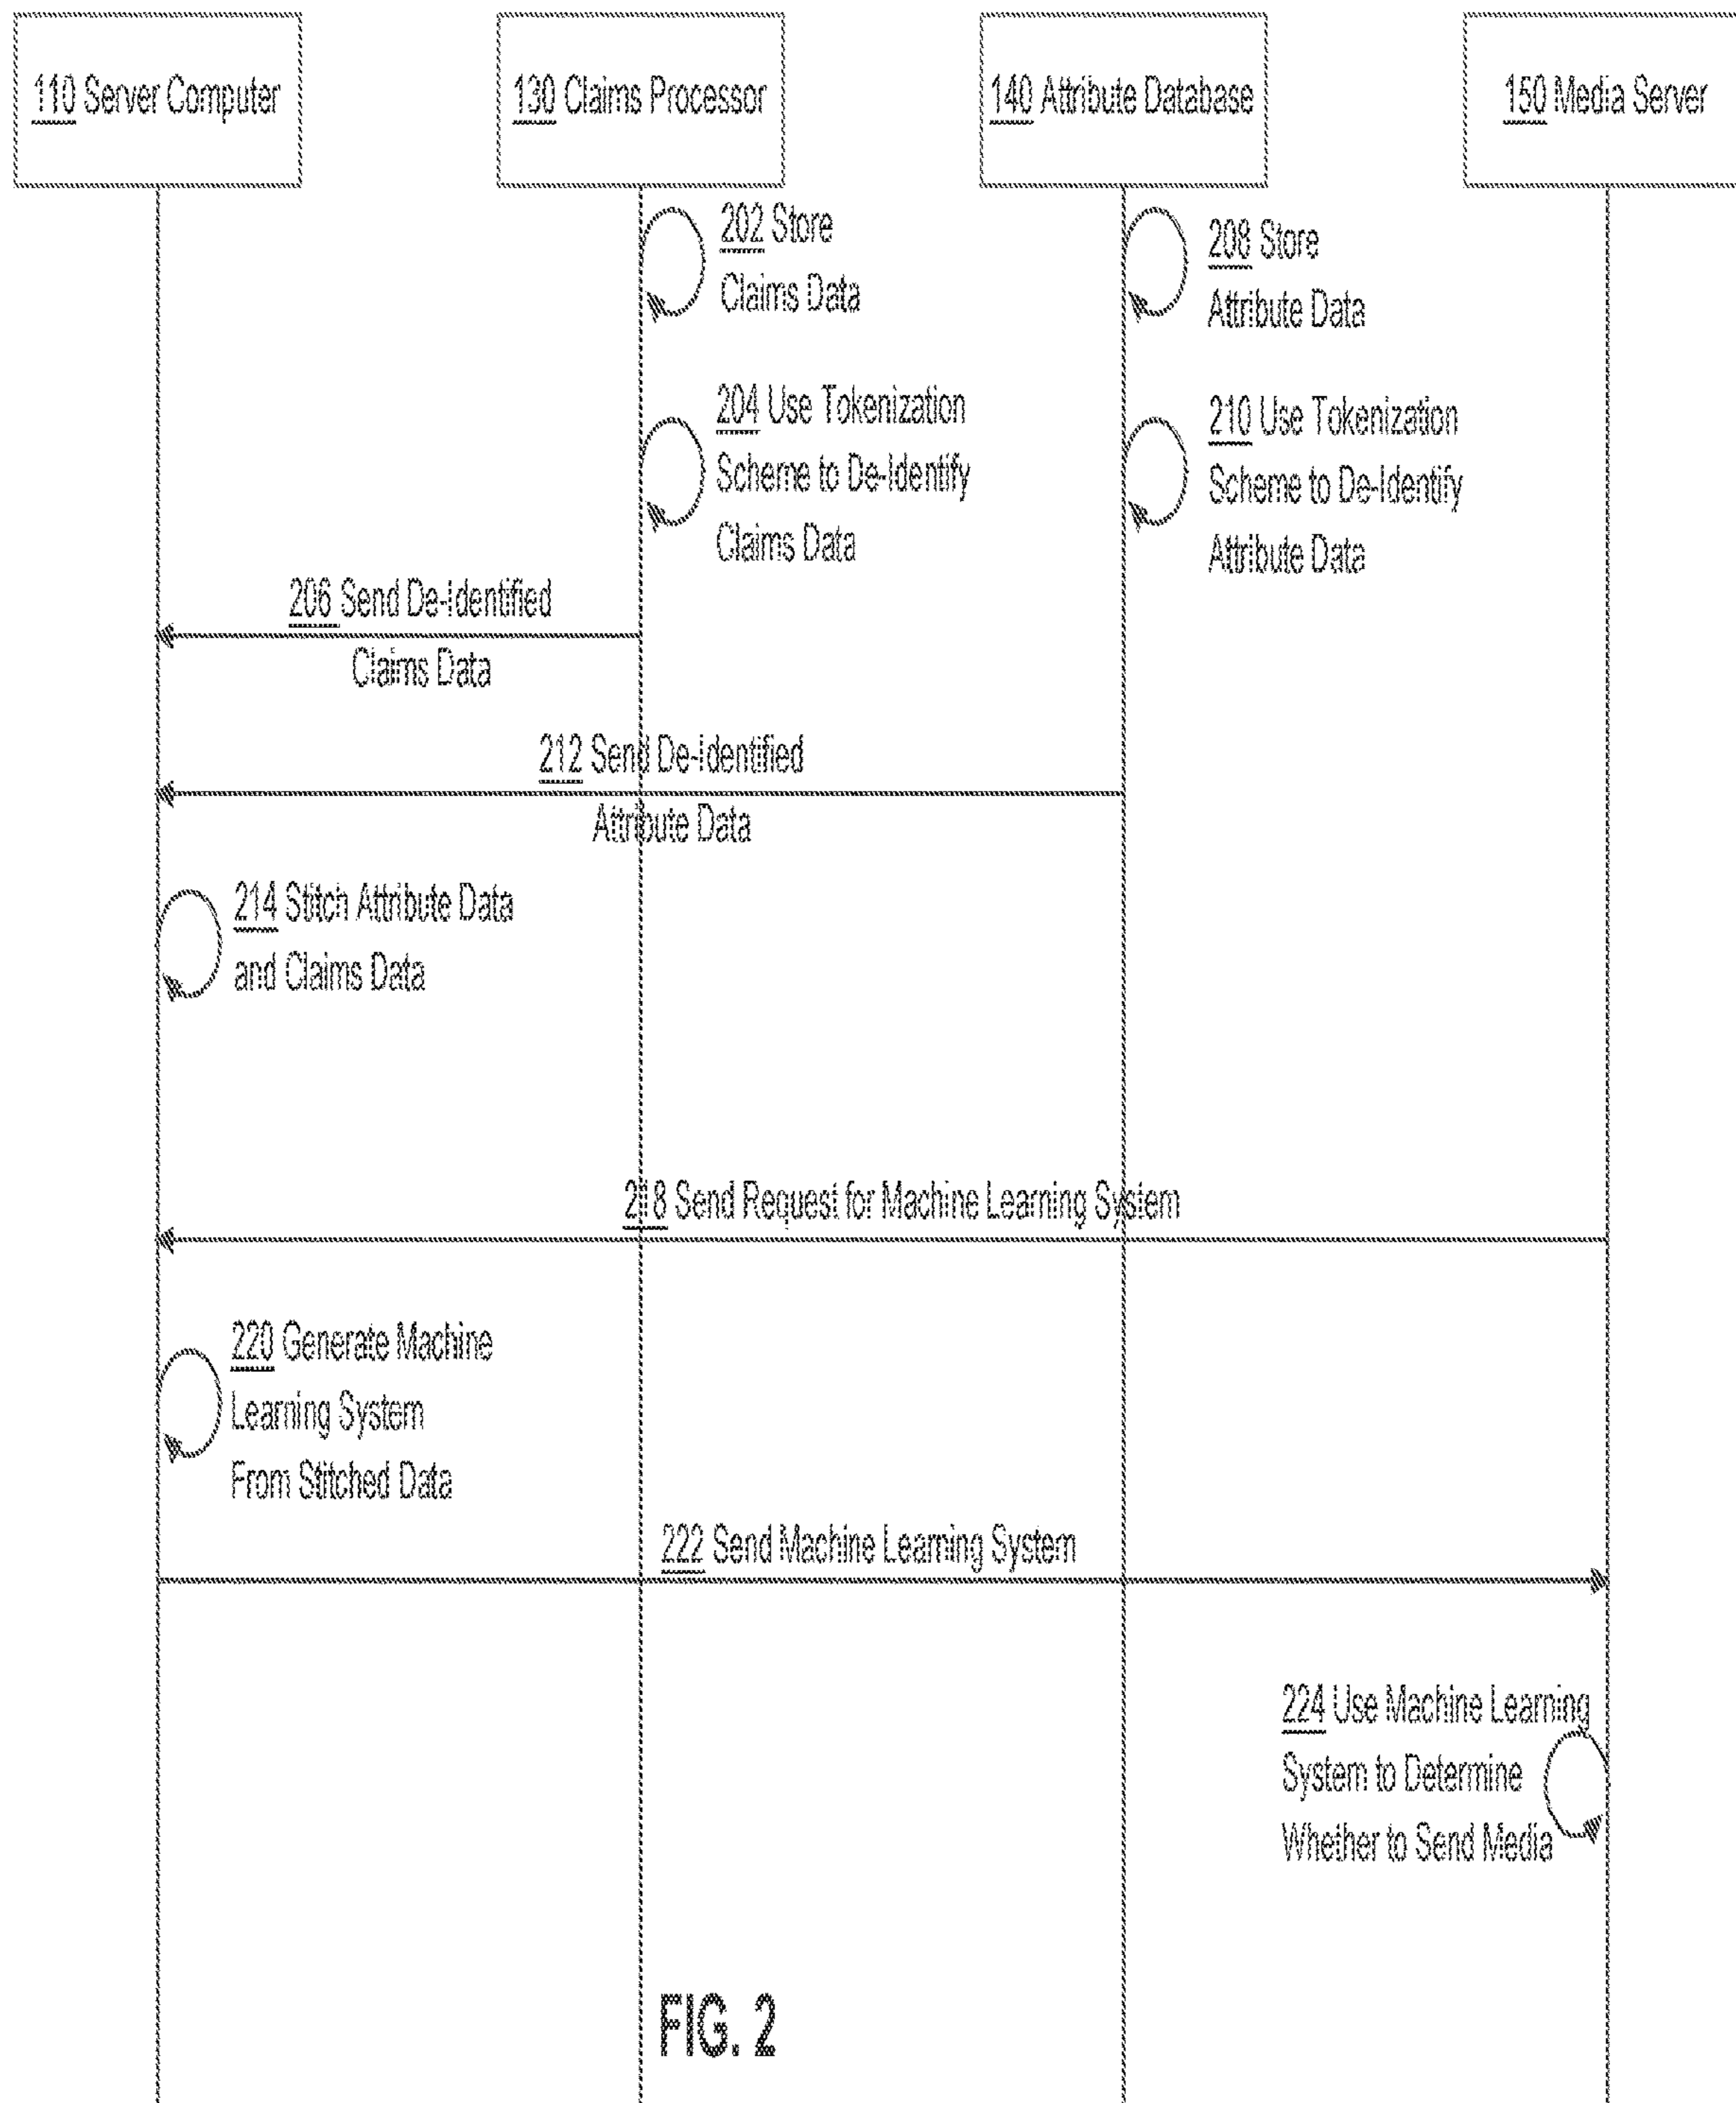 110 Server Computer
130 Claims Processor
140 Attribute Database
150 Media Server
202 Store
Claims Data
208 Store
Attribute Data
204 Use Tokenization
Scheme to De-Identify
Claims Data
210 Use Tokenization
Scheme to De-Identify
Attribute Data
206 Send De-Identified
Claims Data
212 Send De-Identified
Attribute Data
214 Stitch Attribute Data
and Claims Data
218 Send Request for Machine Learning System
220 Generate Machine
Learning System
From Stitched Data
222 Send Machine Learning System
224 Use Machine Learning
System to Determine
Whether to Send Media
FIG. 2